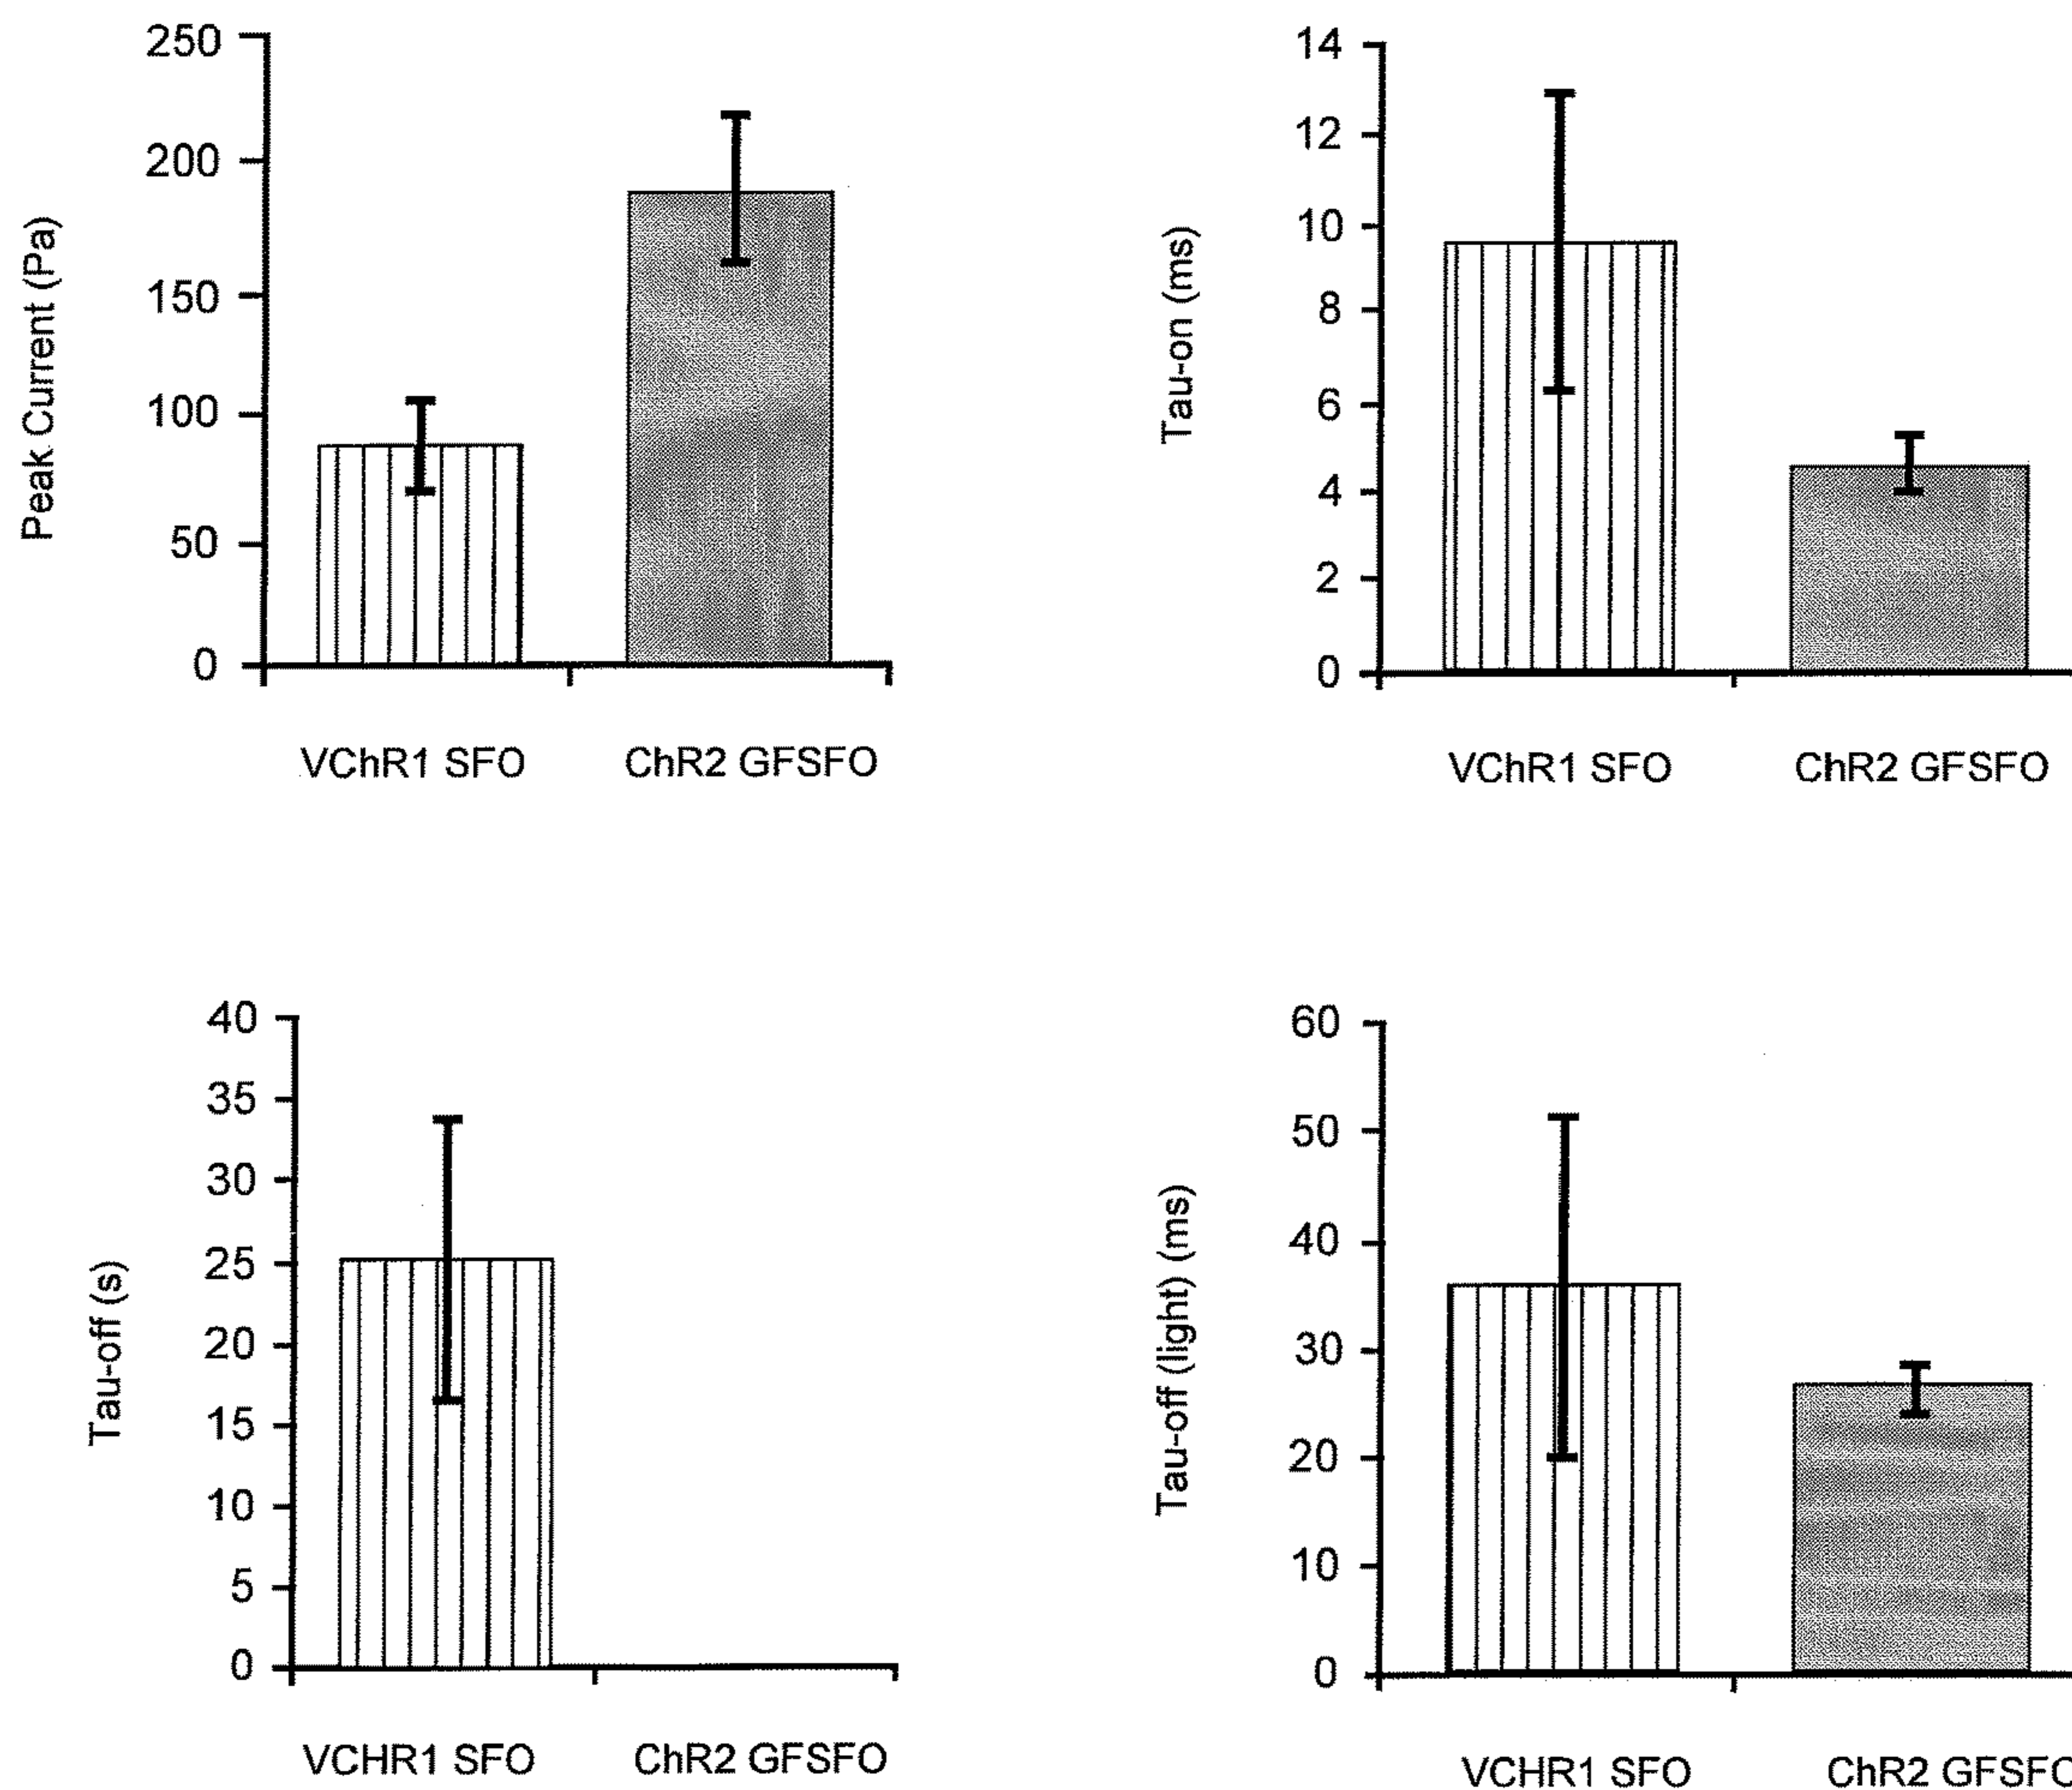 Peak Current (Pa)
250
200
150
100
50
0
VChR1 SFO
ChR2 GFSFO
Tau-on (ms)
14
12
10
8
6
4
2
0
VChR1 SFO
ChR2 GFSFO
Tau-off (s)
40
35
30
25
20
15
10
5
0
VCHR1 SFO
ChR2 GFSFO
Tau-off (light) (ms)
60
50
40
30
20
10
0
VCHR1 SFO
ChR2 GFSFO